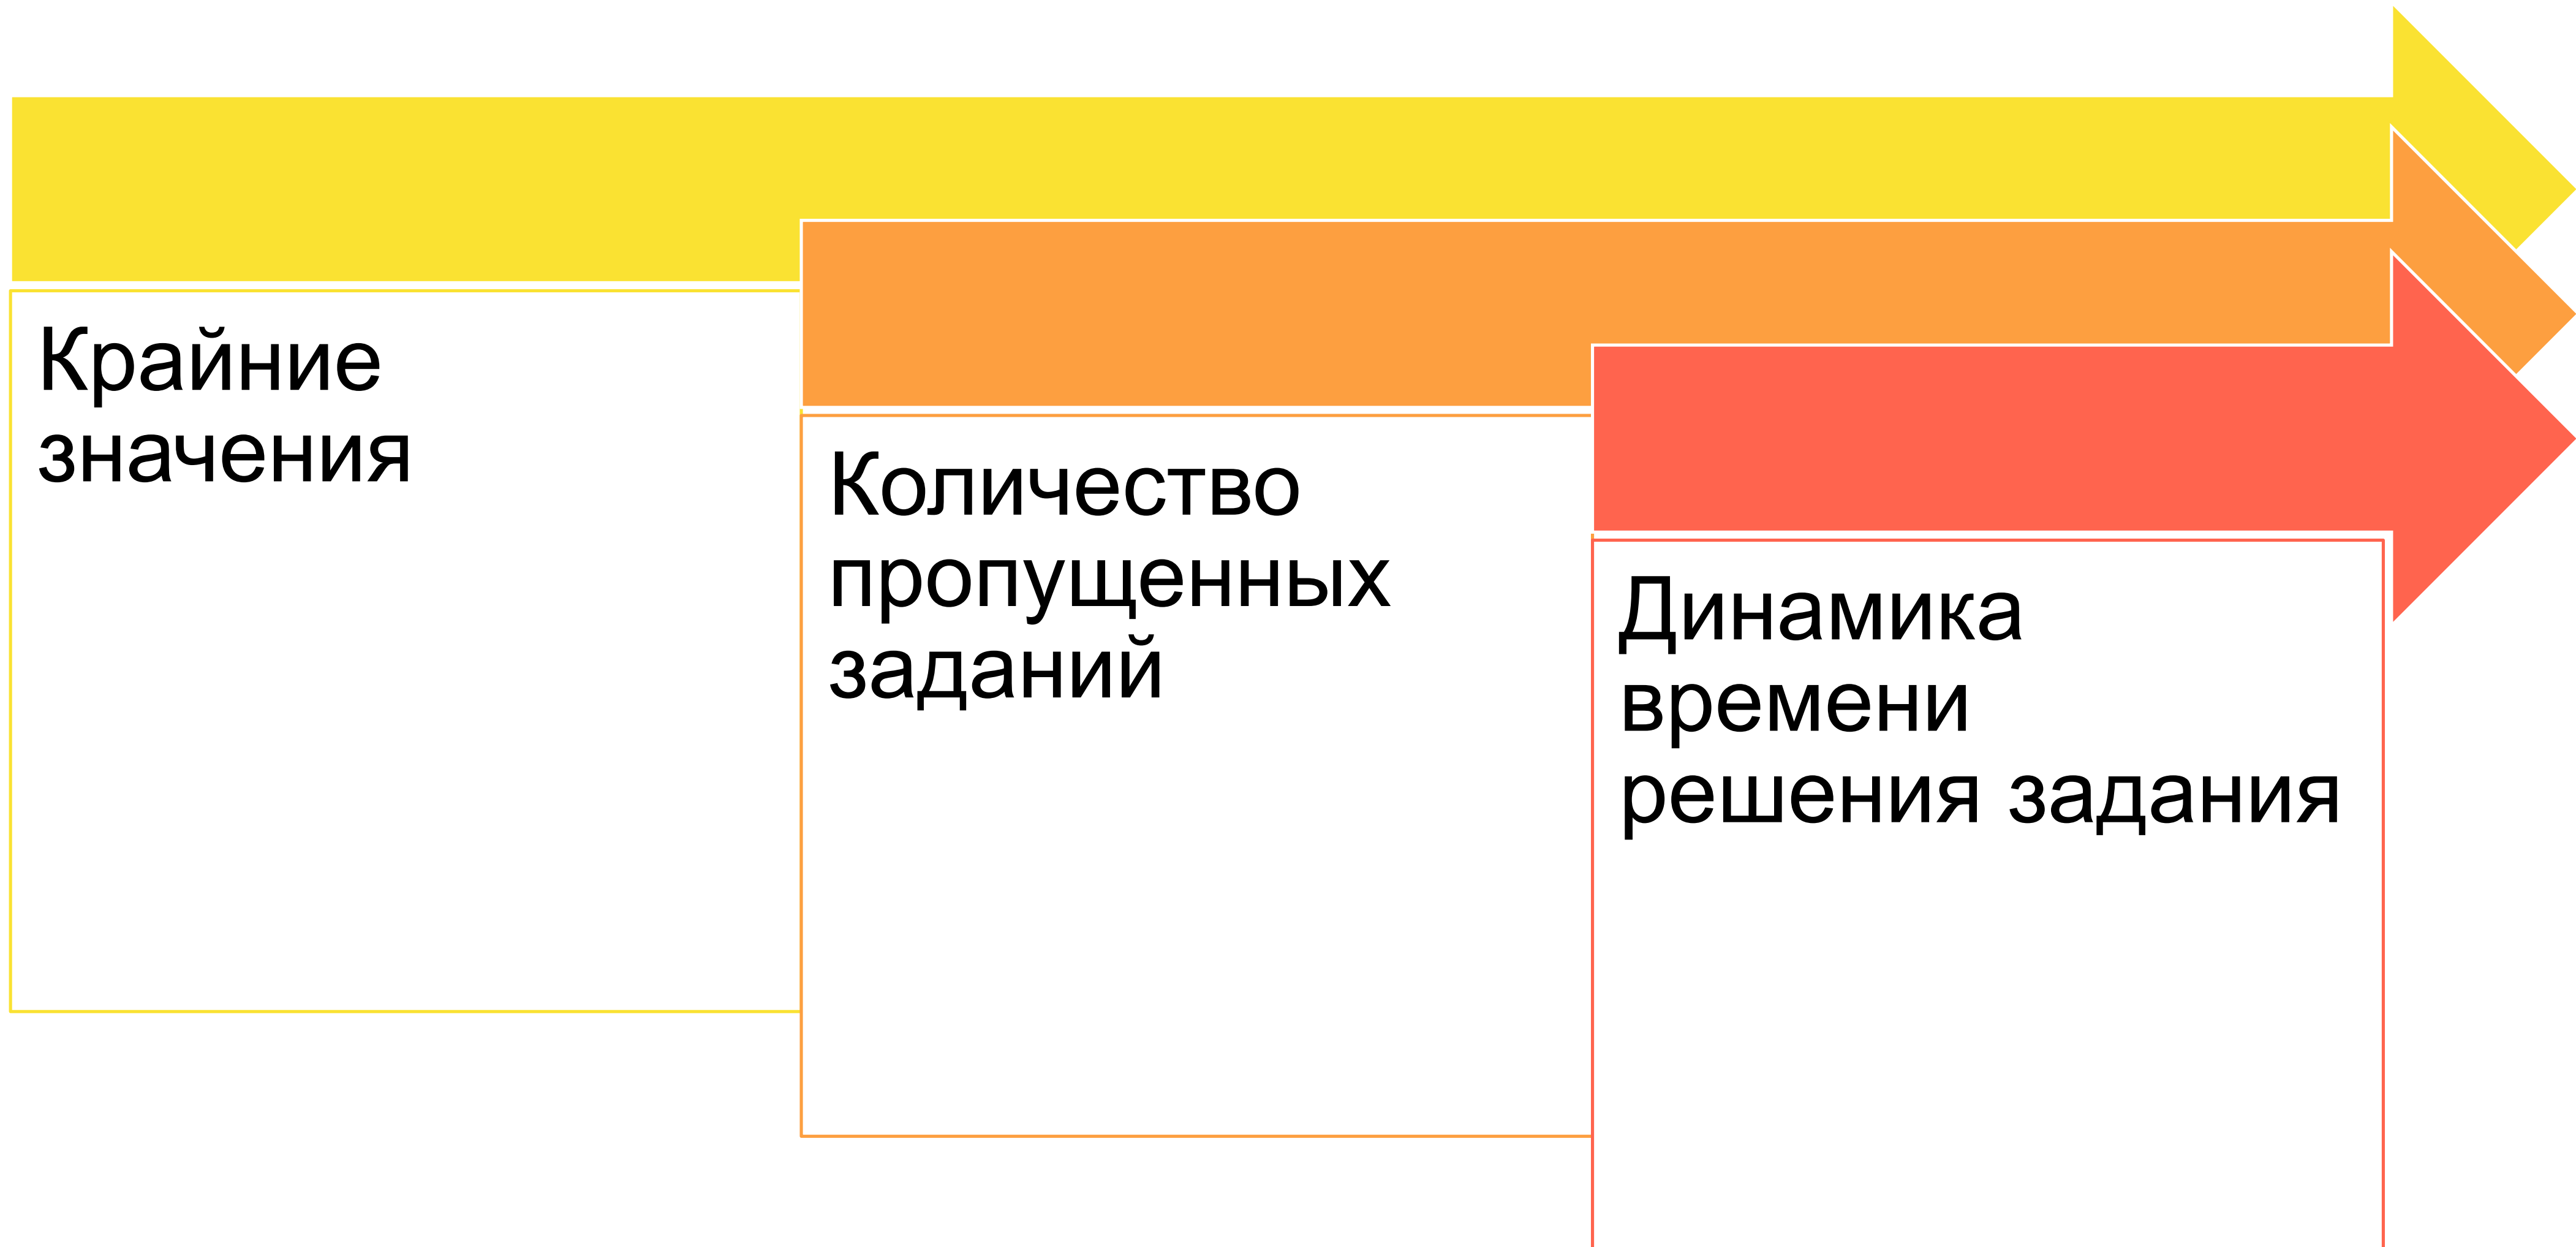 Крайние
значения
Количество
пропущенных
заданий
Динамика
времени
решения задания